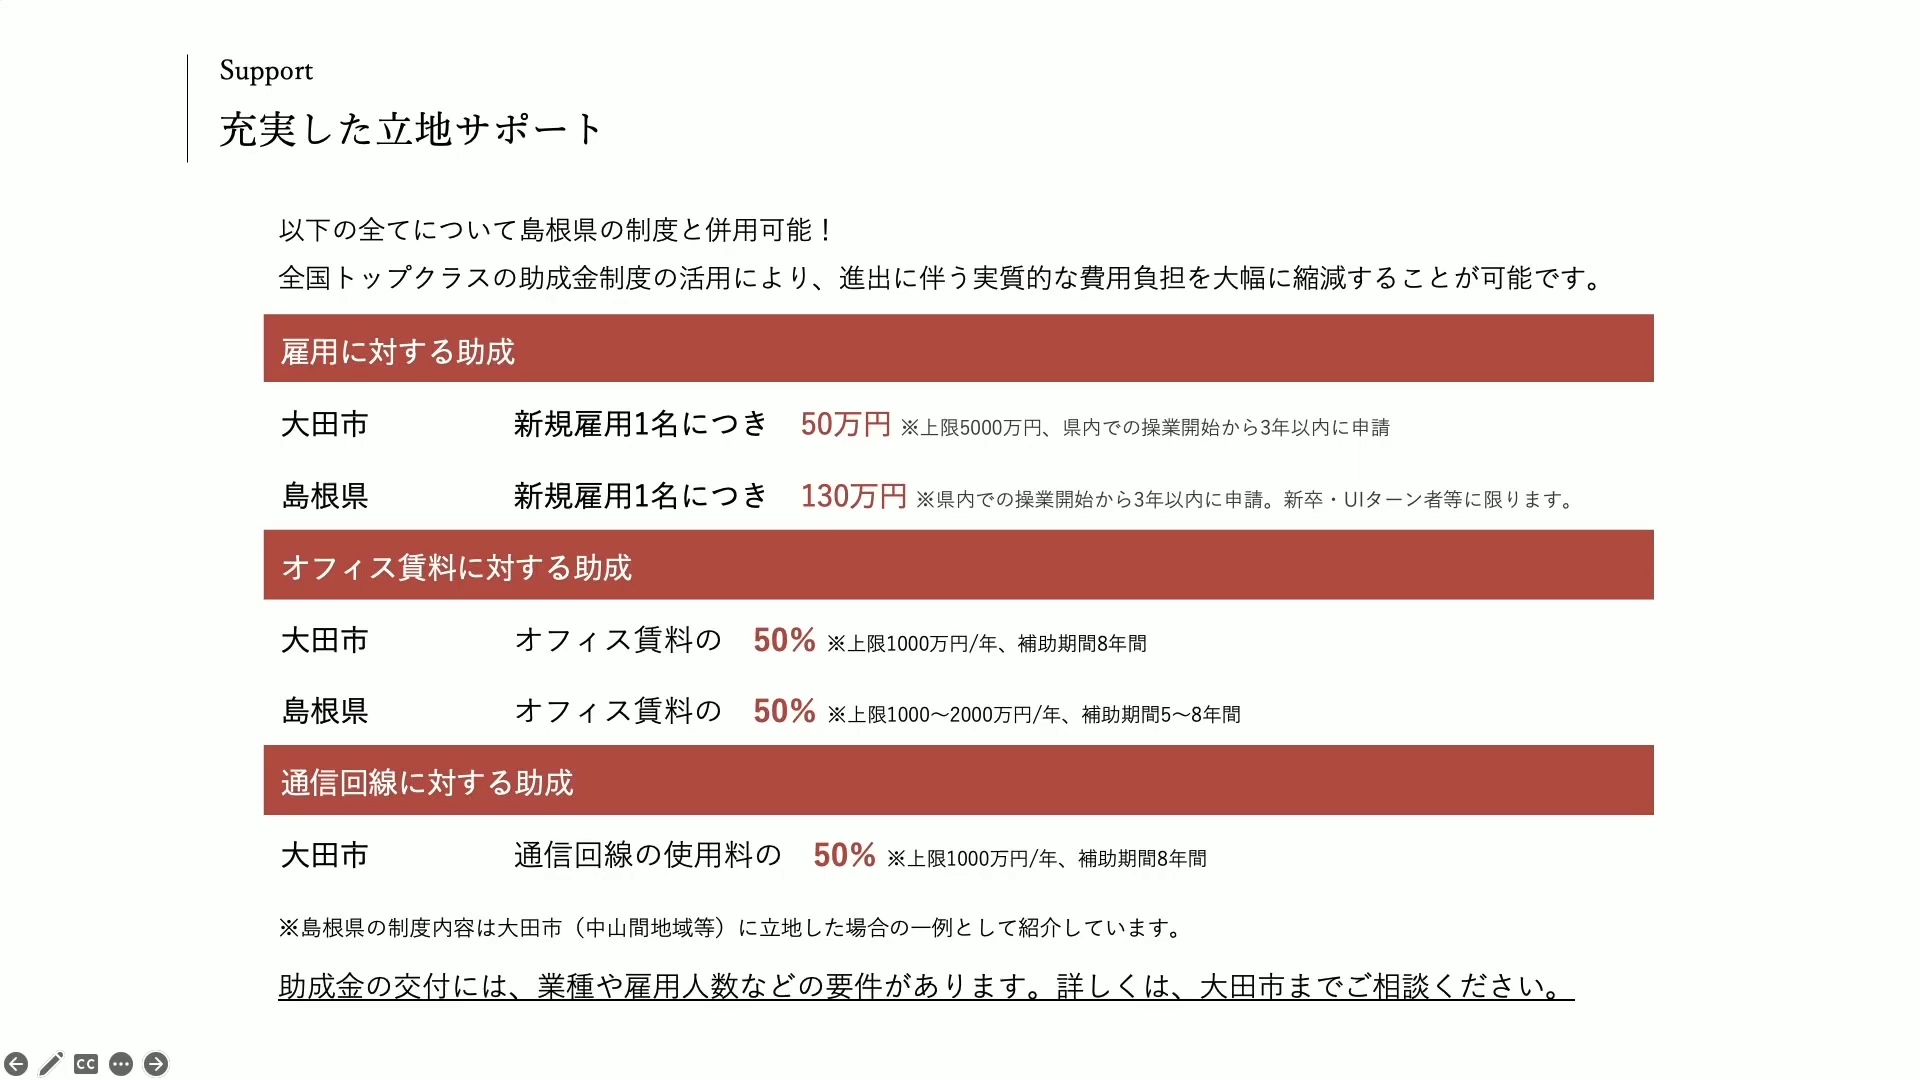 Support
充実した立地サポート
以下の全てについて島根県の制度と併用可能！
全国トップクラスの助成金制度の活用により、進出に伴う実質的な費用負担を大幅に縮減することが可能です。
雇用に対する助成
大田市 新規雇用1名につき 50万円 ※上限5000万円、県内での操業開始から3年以内に申請
島根県 新規雇用1名につき 130万円 ※県内での操業開始から3年以内に申請。新卒・UIターン者等に限ります。
オフィス賃料に対する助成
大田市 オフィス賃料の 50% ※上限1000万円/年、補助期間8年間
島根県 オフィス賃料の 50% ※上限1000〜2000万円/年、補助期間5〜8年間
通信回線に対する助成
大田市 通信回線の使用料の 50% ※上限1000万円/年、補助期間8年間
※島根県の制度内容は大田市（中山間地域等）に立地した場合の一例として紹介しています。
助成金の交付には、業種や雇用人数などの要件があります。詳しくは、大田市までご相談ください。
CC